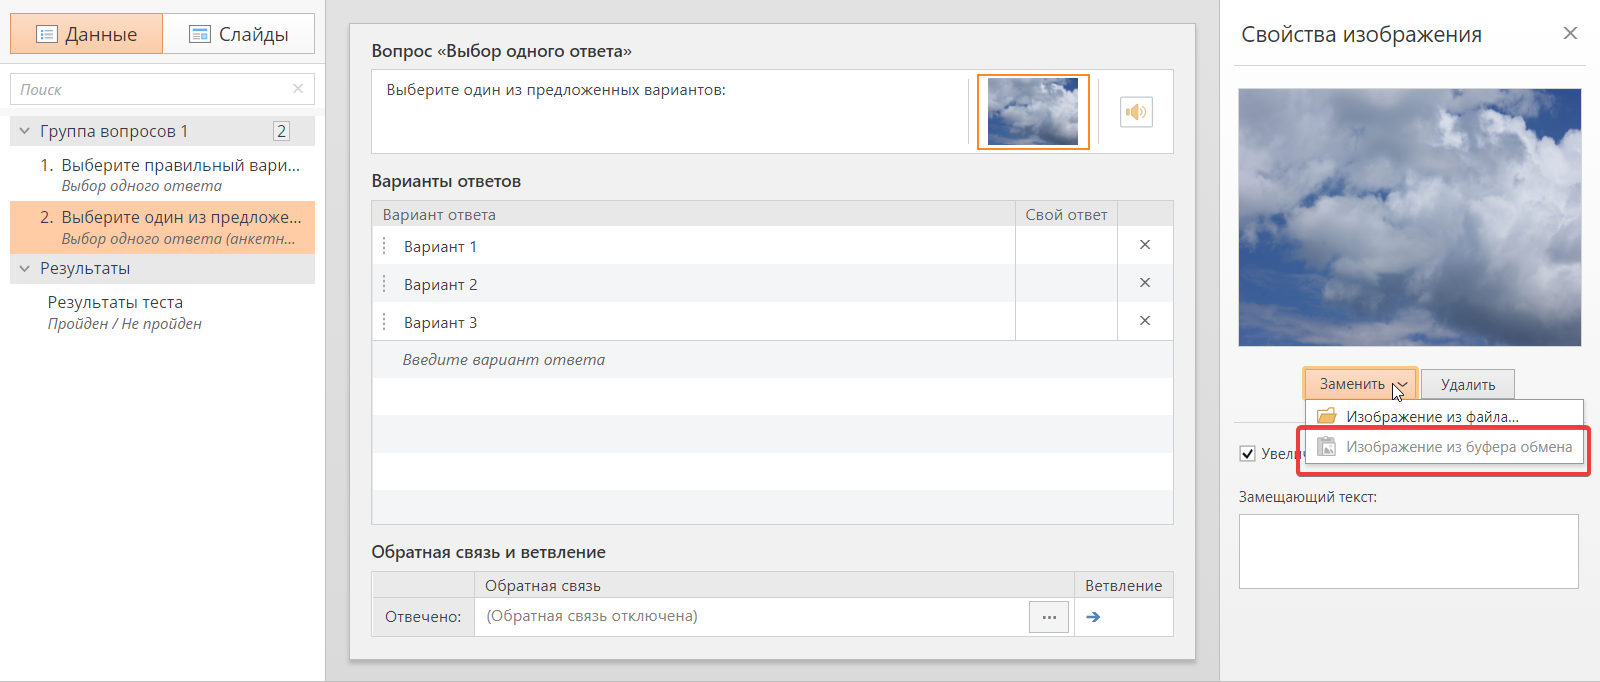 Данные
Слайды
Поиск
Группа вопросов 1
2
1. Выберите правильный вари...
Выбор одного ответа
2. Выберите один из предложе...
Выбор одного ответа (анкетн...
Результаты
Результаты теста
Пройден / Не пройден
Вопрос «Выбор одного ответа»
Выберите один из предложенных вариантов:
Варианты ответов
Вариант ответа
Свой ответ
Вариант 1
Вариант 2
Вариант 3
Введите вариант ответа
Обратная связь и ветвление
Обратная связь
Ветвление
Отвечено:
(Обратная связь отключена)
...
Свойства изображения
Заменить
Удалить
Изображение из файла...
Изображение из буфера обмена
Замещающий текст: